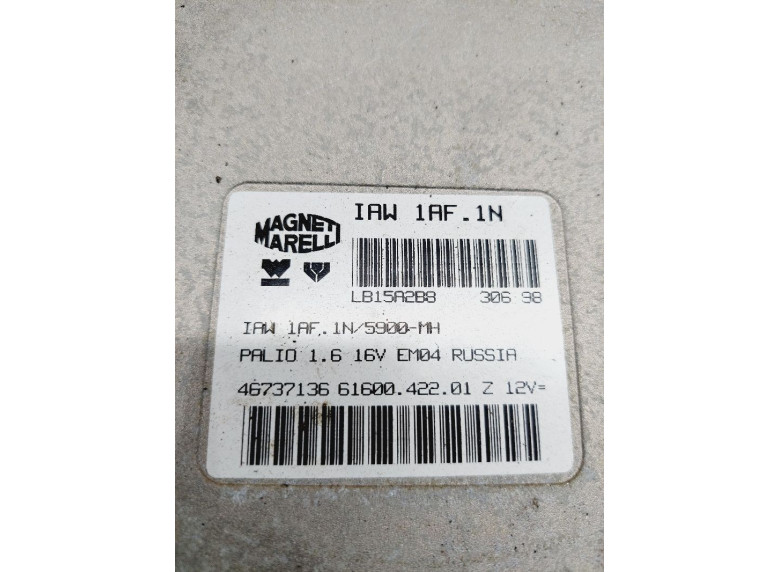 IAW 1AF.1N
MAGNETI
MARELLI
LB15A2B8 306 98
IAW 1AF.1N/5900-MH
PALIO 1.6 16V EM04 RUSSIA
46737136 61600.422.01 Z 12V=